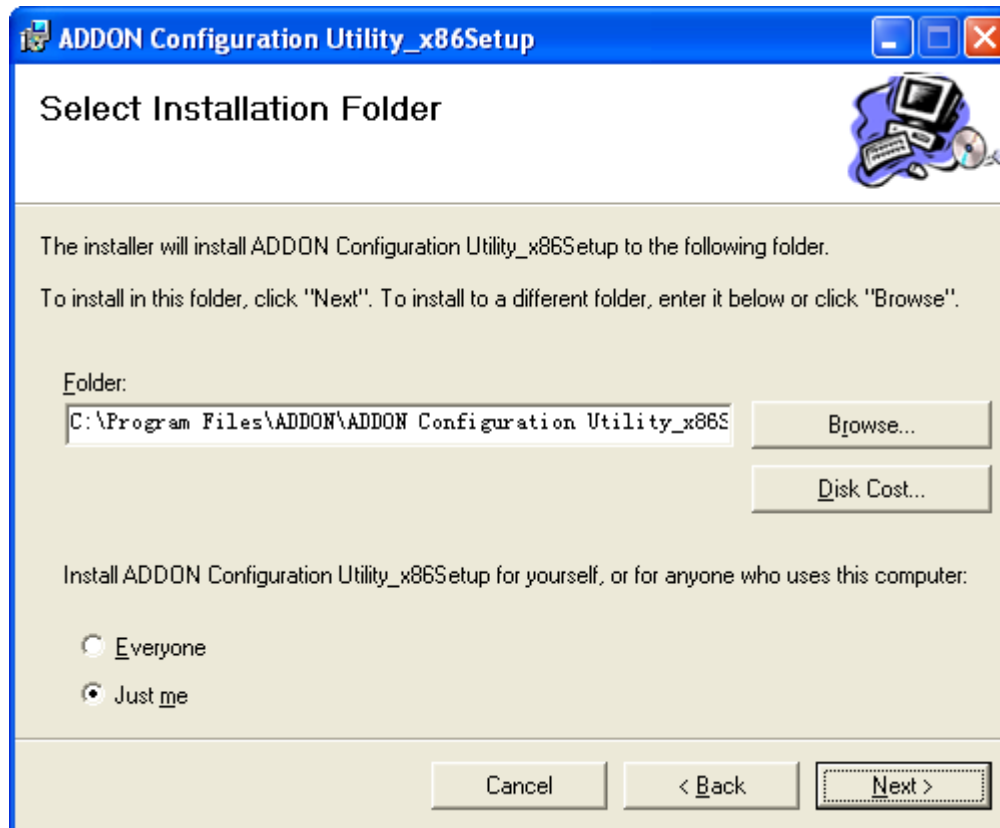 ADDON Configuration Utility_x86Setup
Select Installation Folder
The installer will install ADDON Configuration Utility_x86Setup to the following folder.
To install in this folder, click "Next". To install to a different folder, enter it below or click "Browse".
Folder:
C:\Program Files\ADDON\ADDON Configuration Utility_x86S
Browse...
Disk Cost...
Install ADDON Configuration Utility_x86Setup for yourself, or for anyone who uses this computer:
Everyone
Just me
Cancel
< Back
Next >